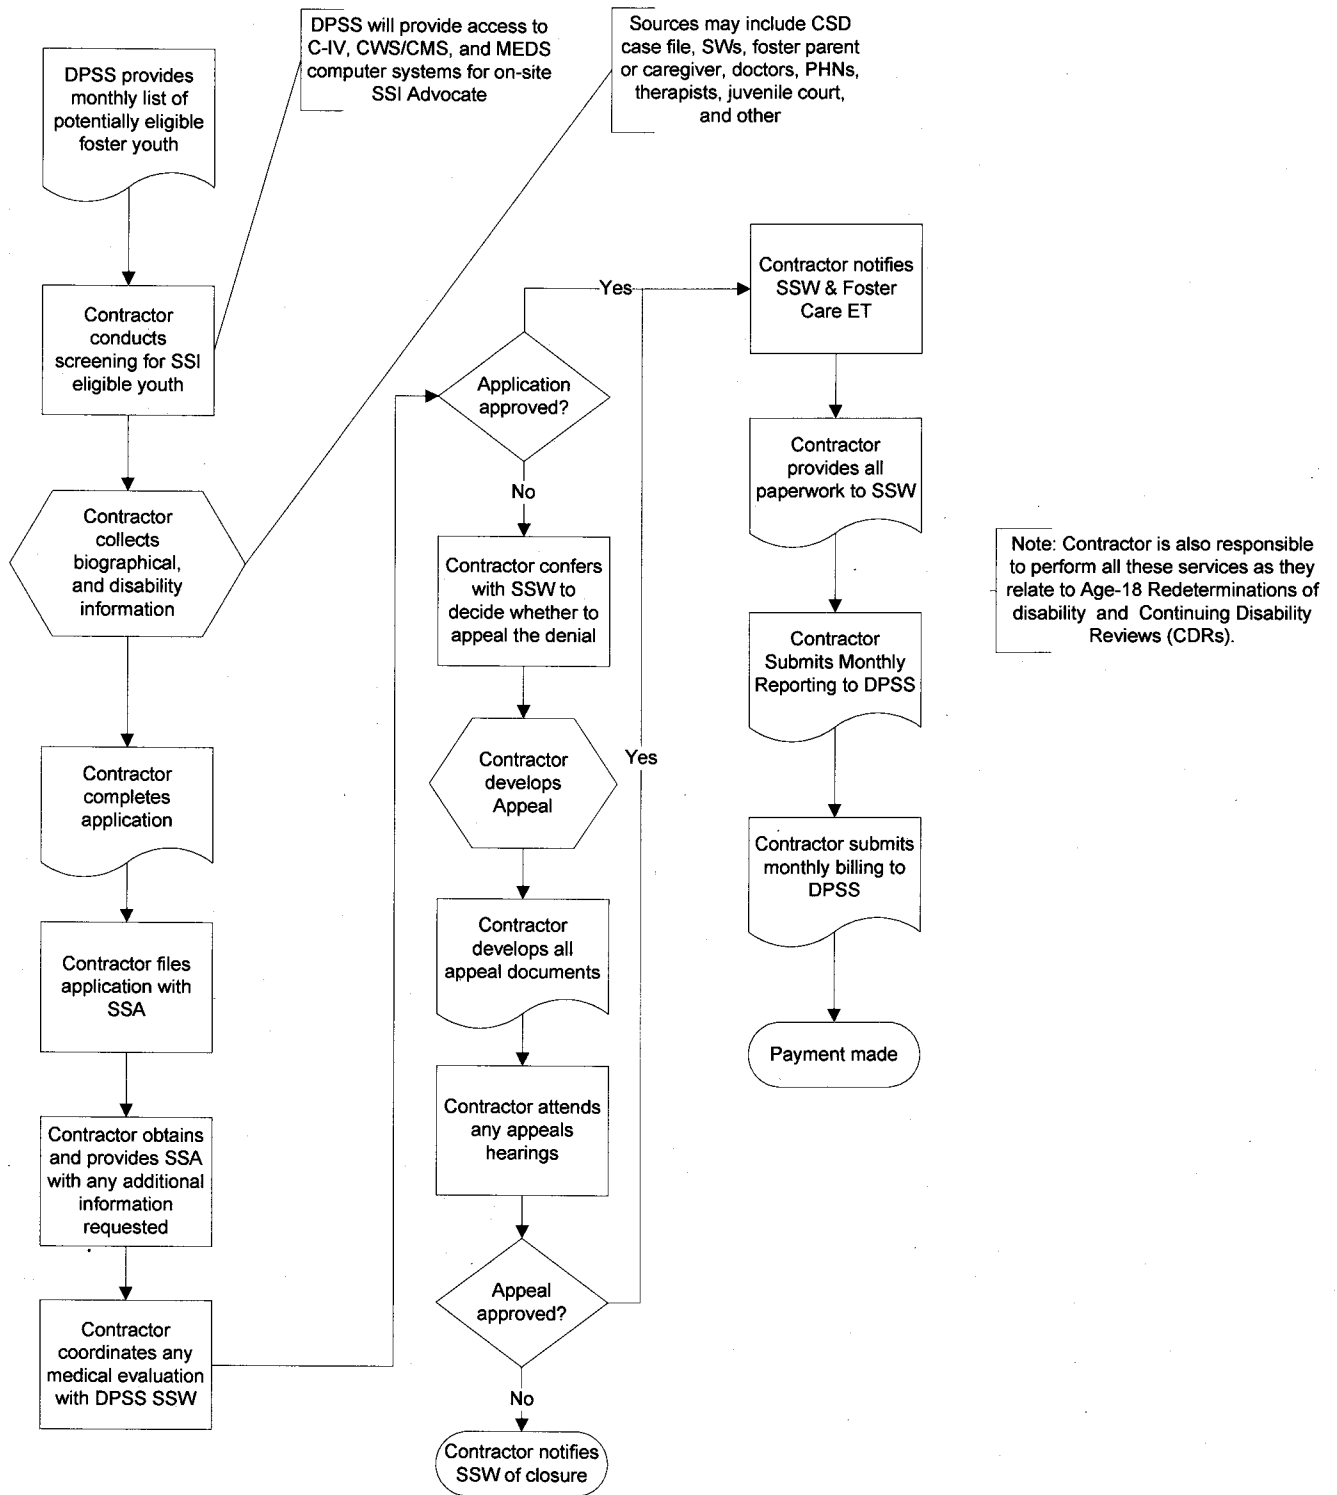 DPSS provides
monthly list of
potentially eligible
foster youth
DPSS will provide access to
C-IV, CWS/CMS, and MEDS
computer systems for on-site
SSI Advocate
Sources may include CSD
case file, SWs, foster parent
or caregiver, doctors, PHNs,
therapists, juvenile court,
and other
Contractor
conducts
screening for SSI
eligible youth
Contractor
collects
biographical,
and disability
information
Contractor
completes
application
Contractor files
application with
SSA
Contractor obtains
and provides SSA
with any additional
information
requested
Contractor
coordinates any
medical evaluation
with DPSS SSW
Application
approved?
Yes
No
Contractor confers
with SSW to
decide whether to
appeal the denial
Contractor
develops
Appeal
Contractor
develops all
appeal documents
Contractor attends
any appeals
hearings
Appeal
approved?
Yes
No
Contractor notifies
SSW of closure
Contractor notifies
SSW & Foster
Care ET
Contractor
provides all
paperwork to SSW
Contractor
Submits Monthly
Reporting to DPSS
Contractor submits
monthly billing to
DPSS
Payment made
Note: Contractor is also responsible
to perform all these services as they
relate to Age-18 Redeterminations of
disability and Continuing Disability
Reviews (CDRs).